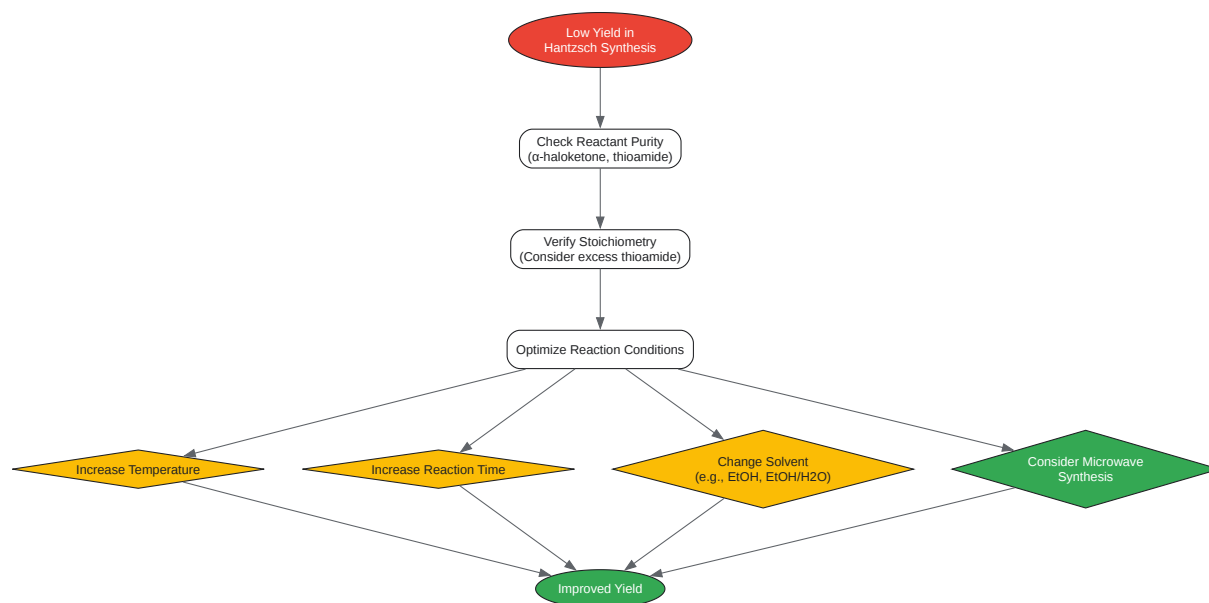 Low Yield in
Hantzsch Synthesis
Check Reactant Purity
(α-haloketone, thioamide)
Verify Stoichiometry
(Consider excess thioamide)
Optimize Reaction Conditions
Increase Temperature
Increase Reaction Time
Change Solvent
(e.g., EtOH, EtOH/H2O)
Consider Microwave
Synthesis
Improved Yield